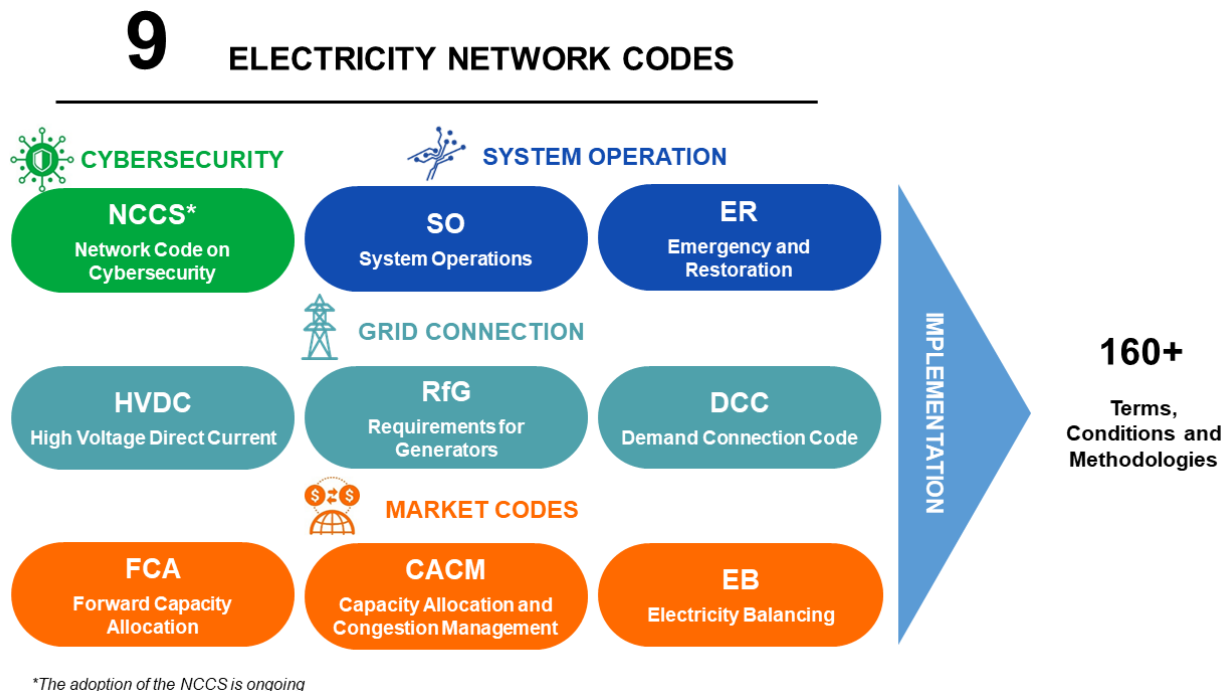 9 ELECTRICITY NETWORK CODES
CYBERSECURITY
SYSTEM OPERATION
NCCS*
Network Code on
Cybersecurity
SO
System Operations
ER
Emergency and
Restoration
GRID CONNECTION
HVDC
High Voltage Direct Current
RfG
Requirements for
Generators
DCC
Demand Connection Code
MARKET CODES
FCA
Forward Capacity
Allocation
CACM
Capacity Allocation and
Congestion Management
EB
Electricity Balancing
IMPLEMENTATION
160+
Terms,
Conditions and
Methodologies
*The adoption of the NCCS is ongoing